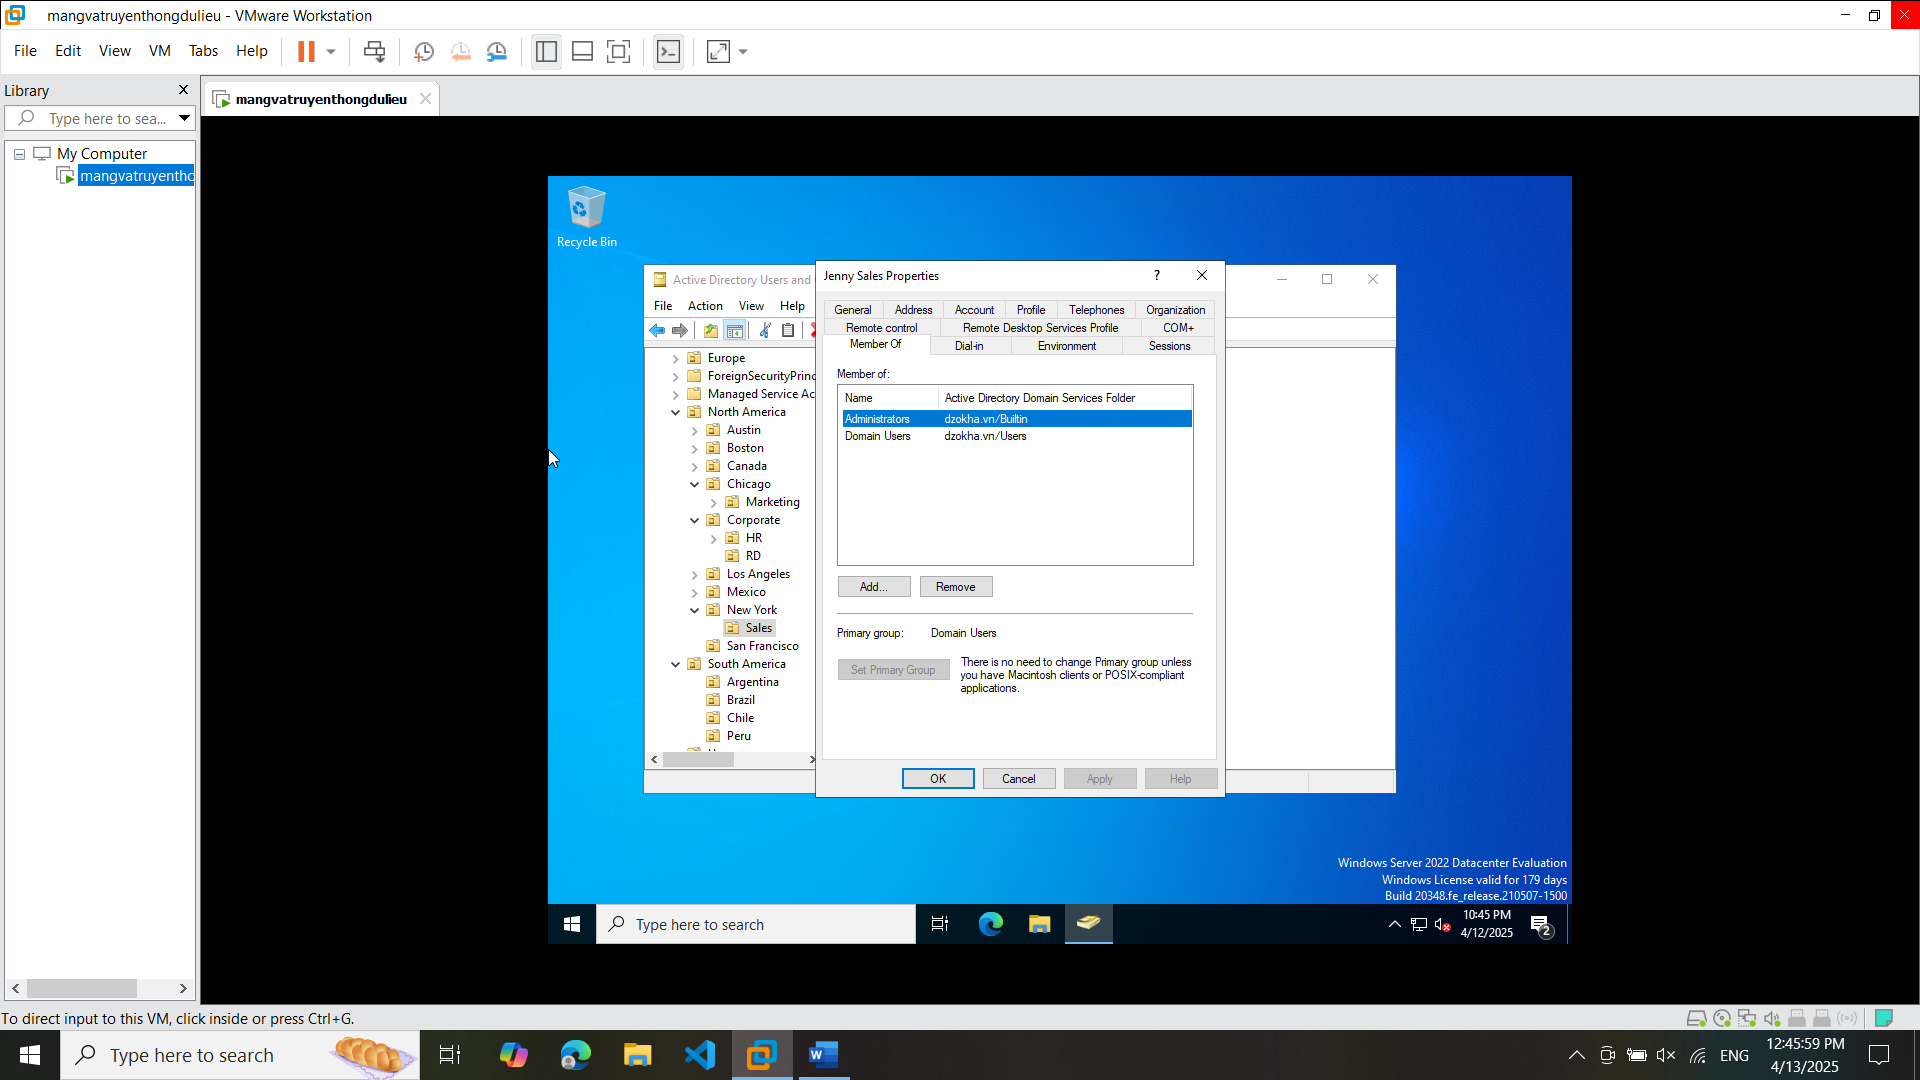 mangvatruyenthongdulieu - VMware Workstation
File Edit View VM Tabs Help
Library
Type here to sea...
My Computer
mangvatruyenthc
mangvatruyenthongdulieu
Recycle Bin
Active Directory Users and
File Action View Help
Europe
ForeignSecurityPrinc
Managed Service Ac
North America
Austin
Boston
Canada
Chicago
Marketing
Corporate
HR
RD
Los Angeles
Mexico
New York
Sales
San Francisco
South America
Argentina
Brazil
Chile
Peru
Jenny Sales Properties
General Address Account Profile Telephones Organization
Remote control Remote Desktop Services Profile COM+
Member Of Dial-in Environment Sessions
Member of:
Name Active Directory Domain Services Folder
Administrators dzokha.vn/Builtin
Domain Users dzokha.vn/Users
Add... Remove
Primary group: Domain Users
Set Primary Group
There is no need to change Primary group unless
you have Macintosh clients or POSIX-compliant
applications.
OK Cancel Apply Help
Windows Server 2022 Datacenter Evaluation
Windows License valid for 179 days
Build 20348.fe_release.210507-1500
Type here to search
10:45 PM
4/12/2025
2
To direct input to this VM, click inside or press Ctrl+G.
Type here to search
ENG
12:45:59 PM
4/13/2025